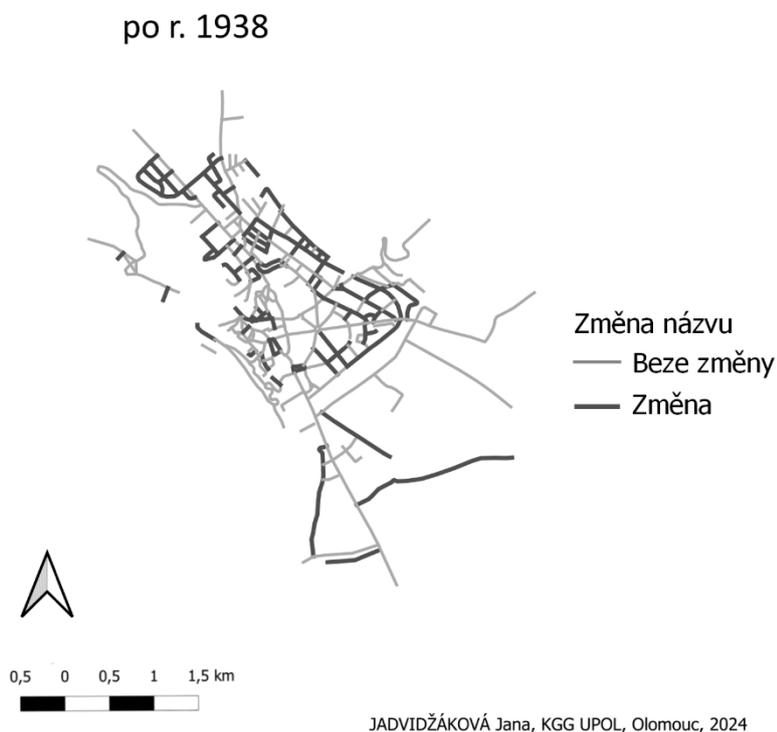 po r. 1938
Změna názvu
Beze změny
Změna
0,5 0 0,5 1 1,5 km
JADVIDŽÁKOVÁ Jana, KGG UPOL, Olomouc, 2024